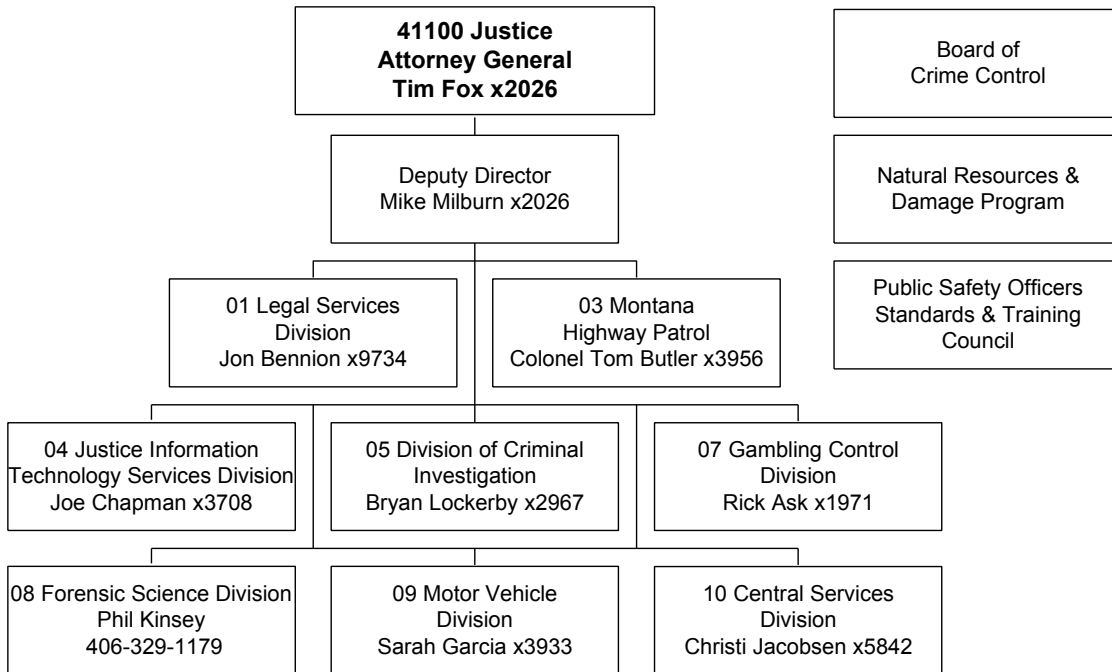 41100 Justice
Attorney General
Tim Fox x2026
Board of
Crime Control
Deputy Director
Mike Milburn x2026
Natural Resources &
Damage Program
01 Legal Services
Division
Jon Bennion x9734
03 Montana
Highway Patrol
Colonel Tom Butler x3956
Public Safety Officers
Standards & Training
Council
04 Justice Information
Technology Services Division
Joe Chapman x3708
05 Division of Criminal
Investigation
Bryan Lockerby x2967
07 Gambling Control
Division
Rick Ask x1971
08 Forensic Science Division
Phil Kinsey
406-329-1179
09 Motor Vehicle
Division
Sarah Garcia x3933
10 Central Services
Division
Christi Jacobsen x5842